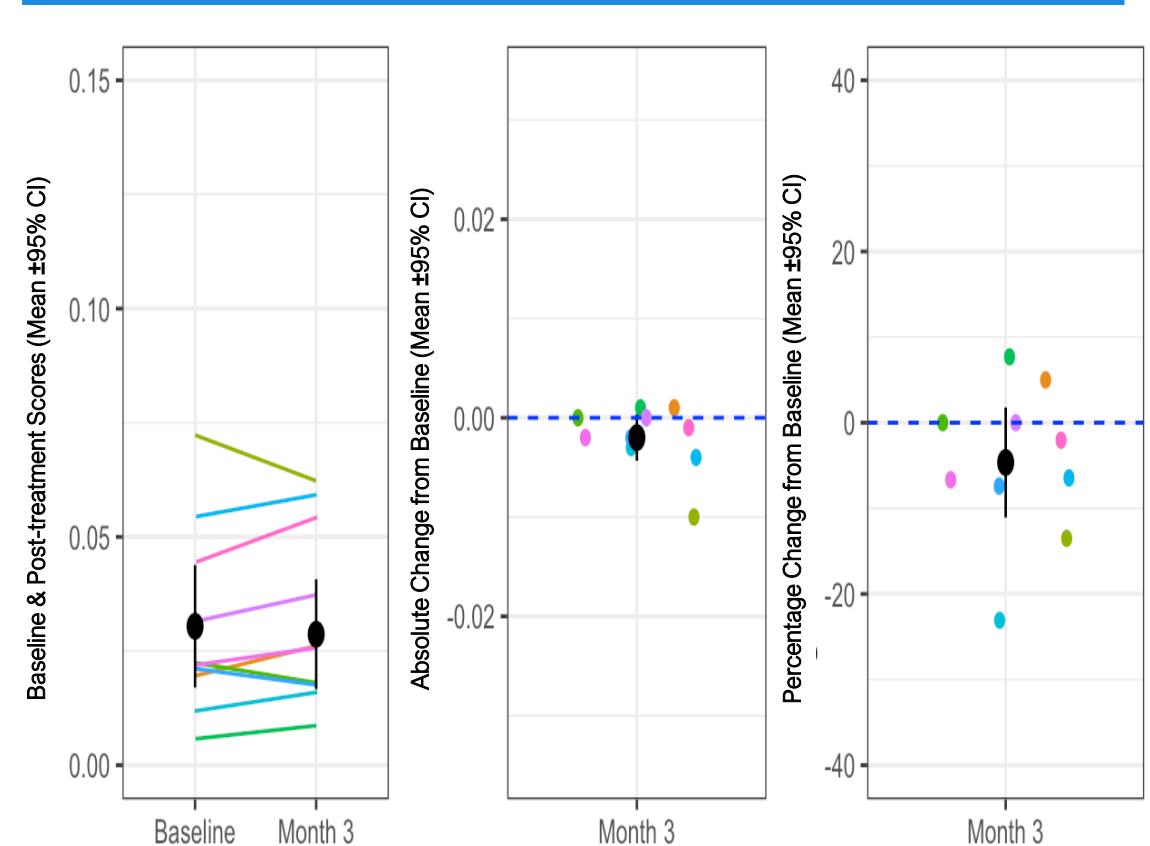 Baseline & Post-treatment Scores (Mean ±95% CI)
0.15
0.10
0.05
0.00
Baseline
Month 3
Absolute Change from Baseline (Mean ±95% CI)
0.02
0.00
-0.02
Month 3
Percentage Change from Baseline (Mean ±95% CI)
40
20
0
-20
-40
Month 3